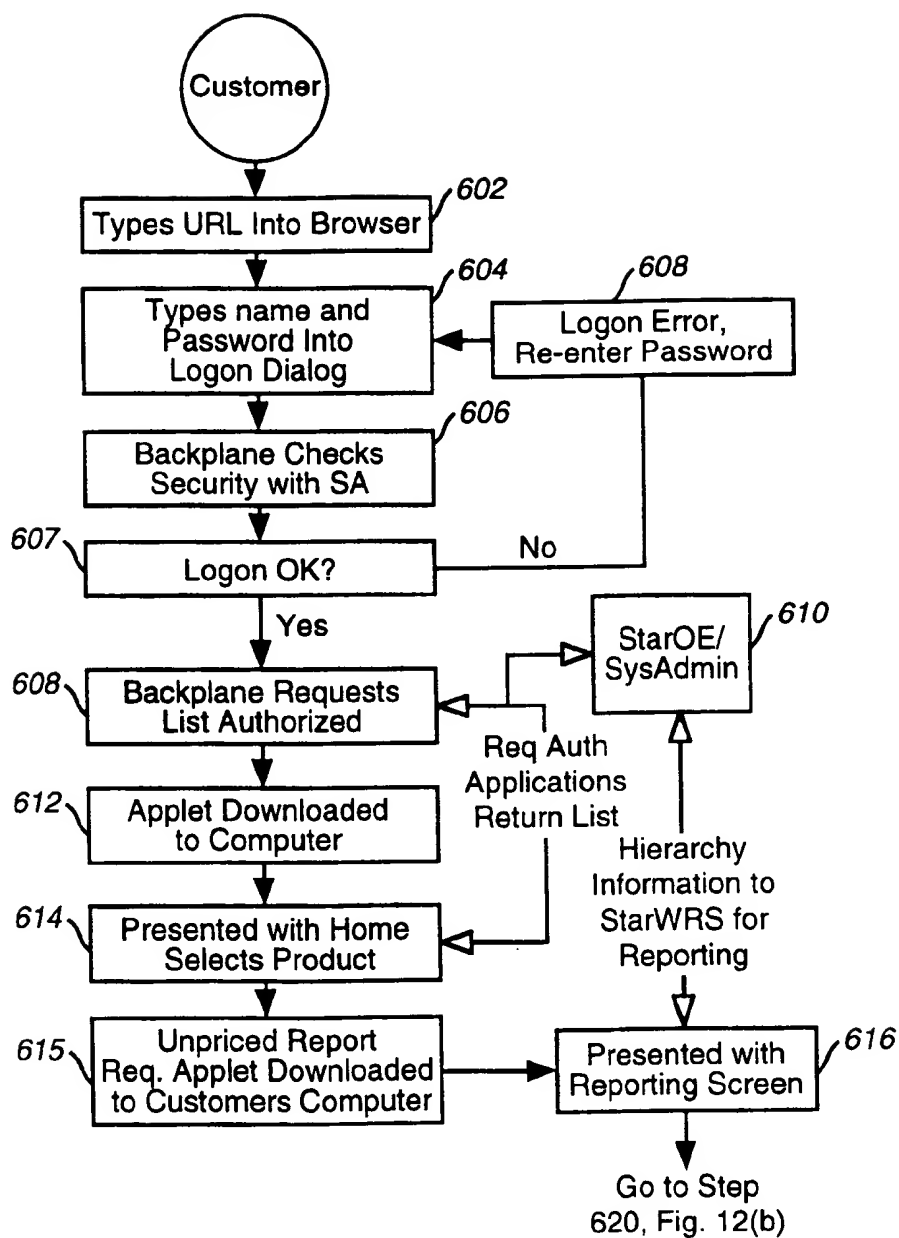 Customer
602
Types URL Into Browser
604
Types name and
Password Into
Logon Dialog
608
Logon Error,
Re-enter Password
606
Backplane Checks
Security with SA
607
Logon OK?
No
Yes
610
StarOE/
SysAdmin
608
Backplane Requests
List Authorized
Req Auth
Applications
Return List
612
Applet Downloaded
to Computer
Hierarchy
Information to
StarWRS for
Reporting
614
Presented with Home
Selects Product
615
Unpriced Report
Req. Applet Downloaded
to Customers Computer
616
Presented with
Reporting Screen
Go to Step
620, Fig. 12(b)